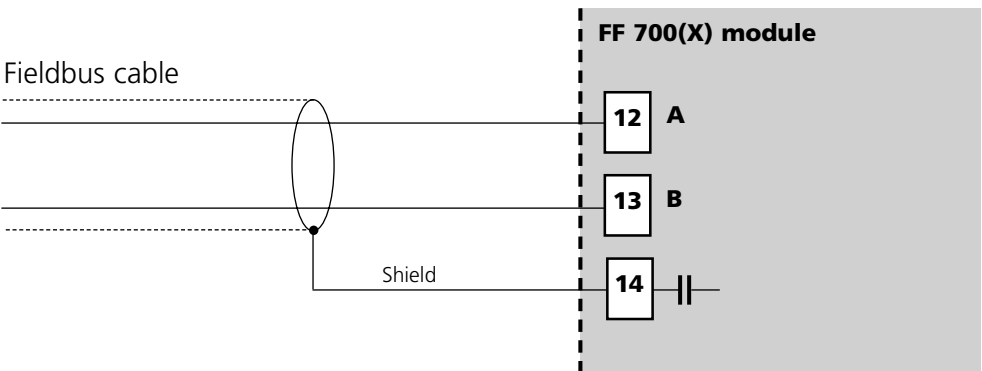 FF 700(X) module
Fieldbus cable
12 A
13 B
Shield
14